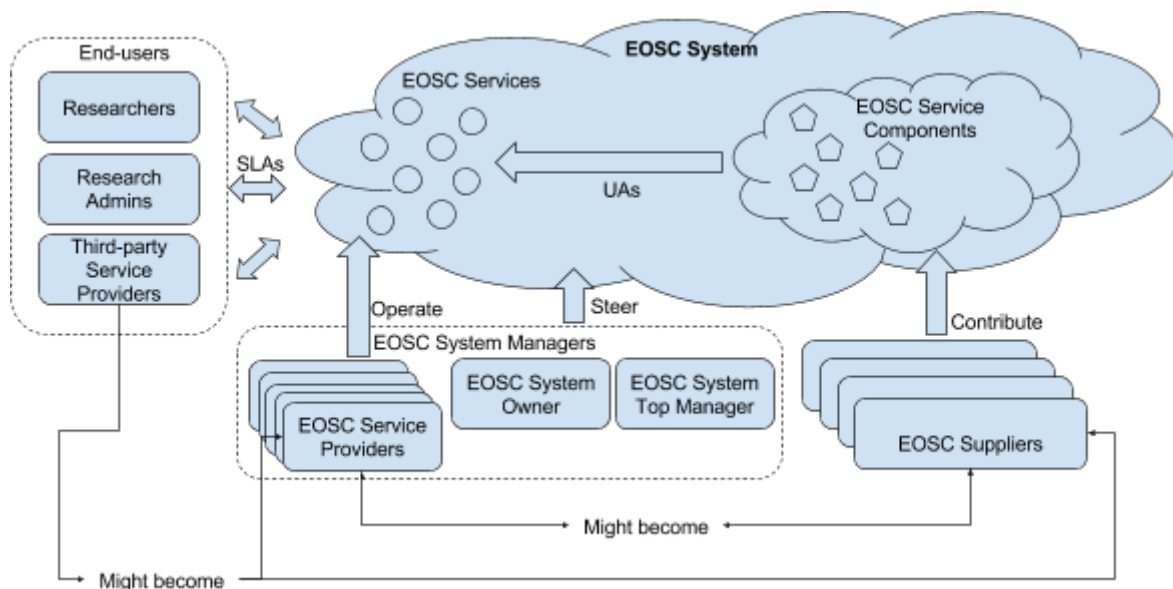 EOSC System
End-users
EOSC Services
Researchers
EOSC Service
Components
SLAs
Research
Admins
UAs
Third-party
Service
Providers
Operate
Steer
Contribute
EOSC System Managers
EOSC System
Owner
EOSC System
Top Manager
EOSC Service
Providers
EOSC Suppliers
Might become
Might become